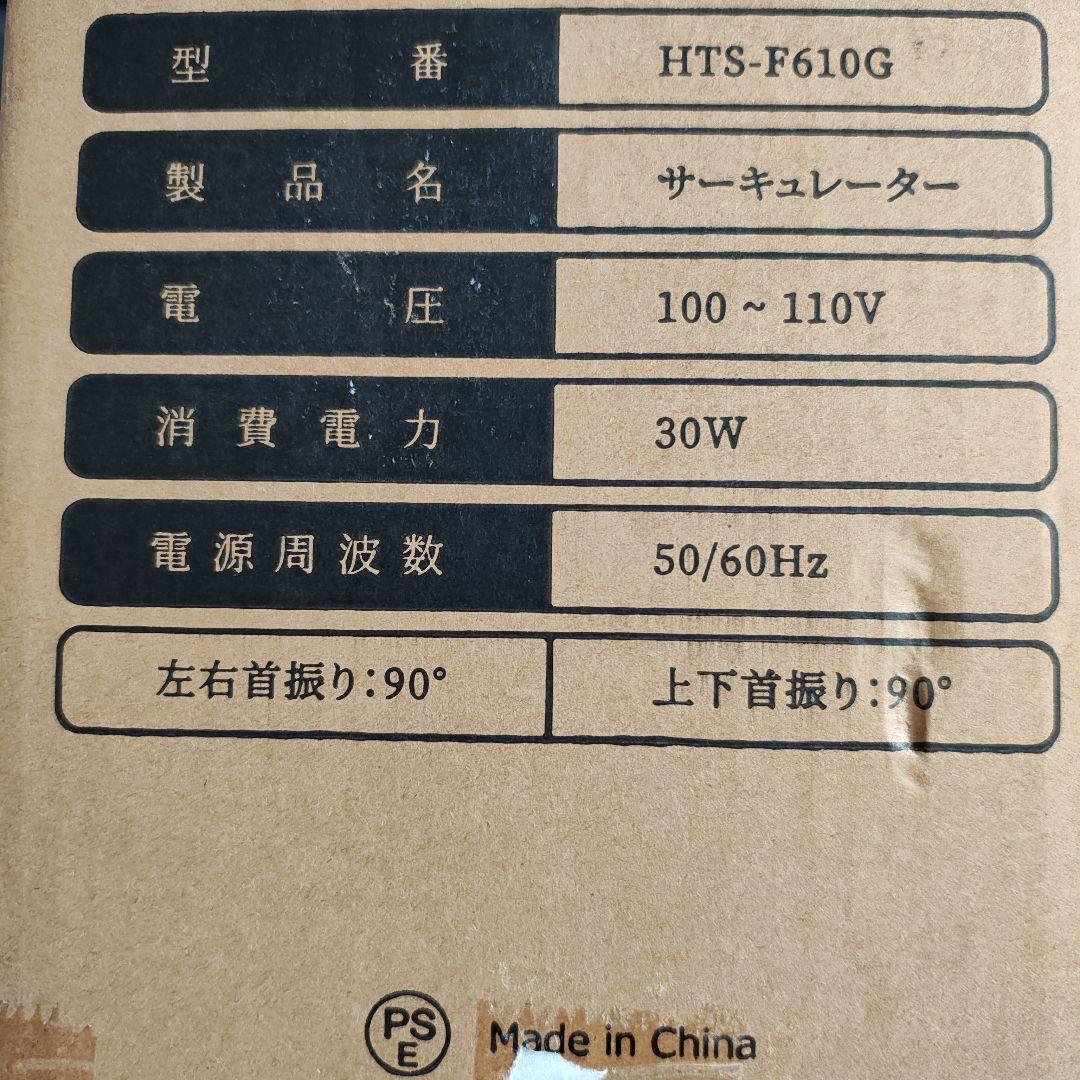 型番 HTS-F610G
製品名 サーキュレーター
電圧 100 ~ 110V
消費電力 30W
電源周波数 50/60Hz
左右首振り:90° 上下首振り:90°
PS
E
Made in China